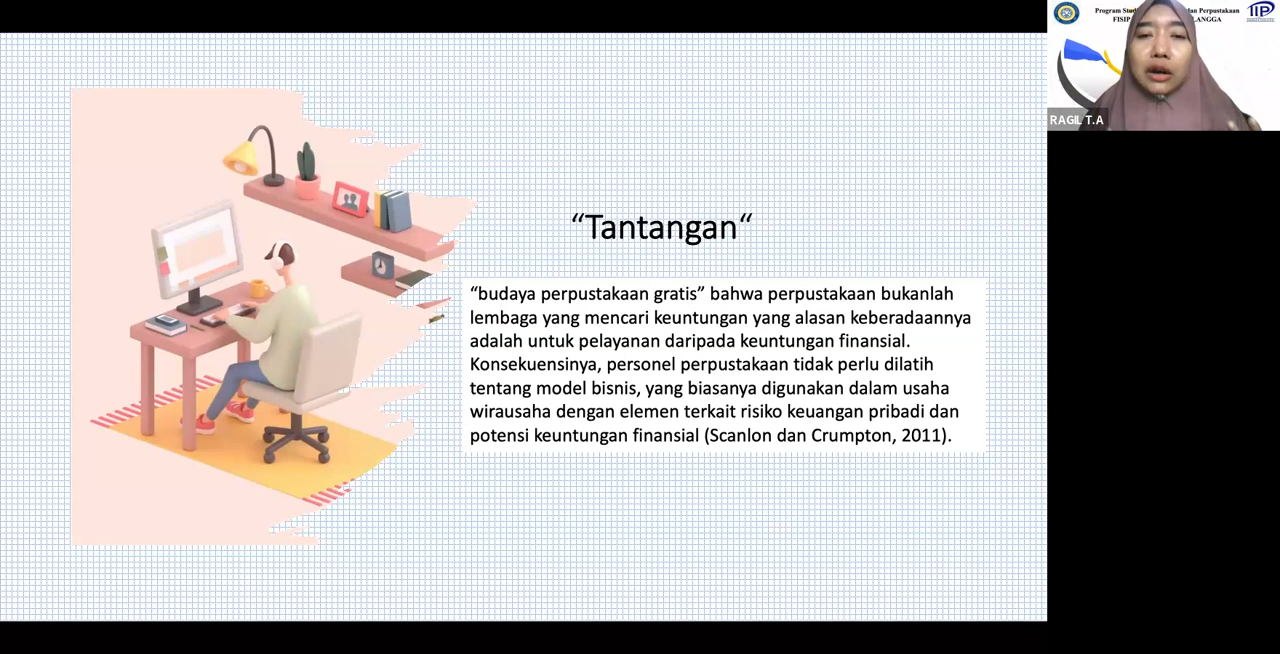 “Tantangan“
“budaya perpustakaan gratis” bahwa perpustakaan bukanlah
lembaga yang mencari keuntungan yang alasan keberadaannya
adalah untuk pelayanan daripada keuntungan finansial.
Konsekuensinya, personel perpustakaan tidak perlu dilatih
tentang model bisnis, yang biasanya digunakan dalam usaha
wirausaha dengan elemen terkait risiko keuangan pribadi dan
potensi keuntungan finansial (Scanlon dan Crumpton, 2011).
Program Stud dan Perpustakaan
FISIP LANGGA
IIP
RAGIL T.A